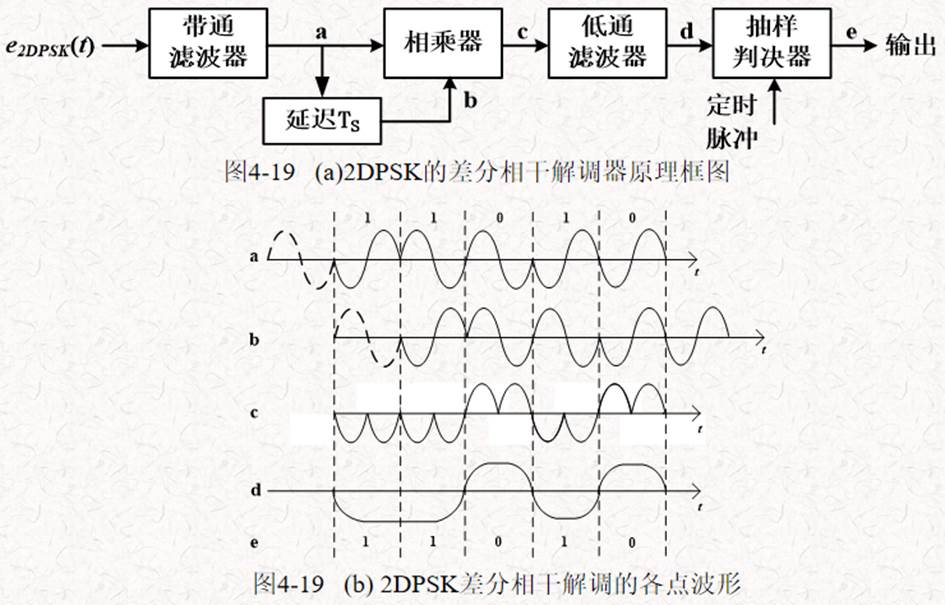 e2DPSK(t)
带通
滤波器
a
相乘器
c
低通
滤波器
d
抽样
判决器
e
输出
延迟TS
b
定时
脉冲
图4-19 (a)2DPSK的差分相干解调器原理框图
1 1 0 1 0
a
t
b
t
c
t
d
t
e 1 1 0 1 0
图4-19 (b) 2DPSK差分相干解调的各点波形